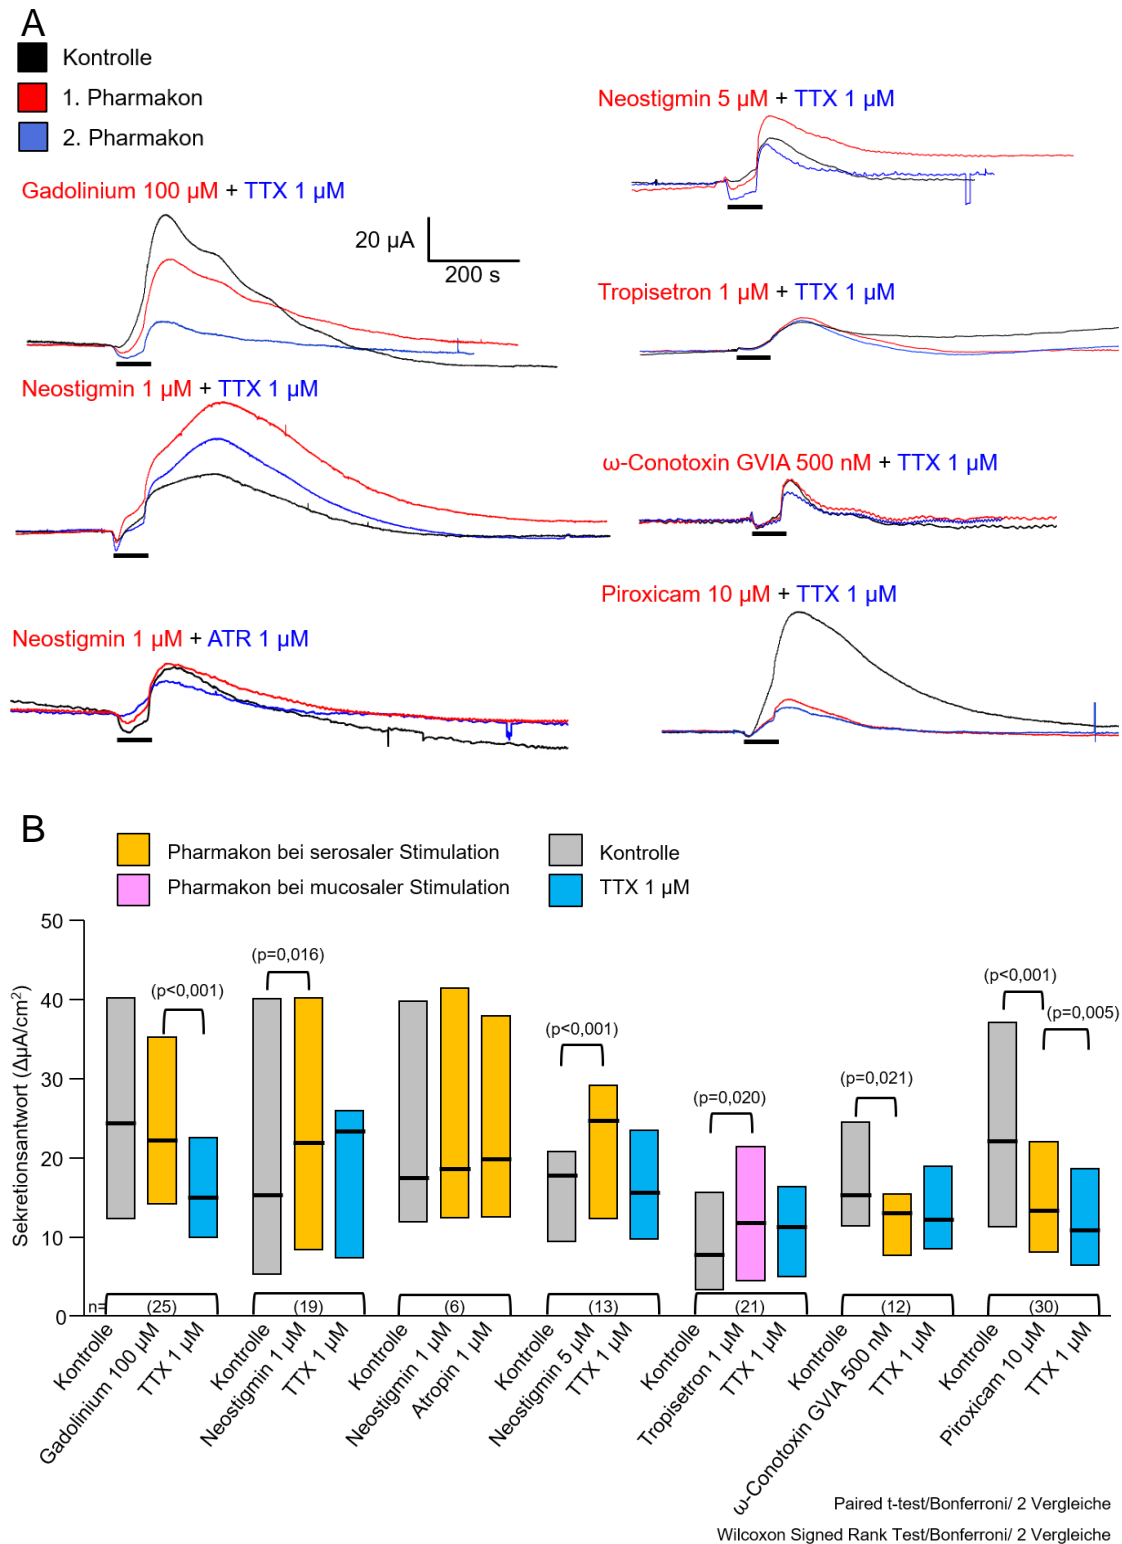 A
Kontrolle
1. Pharmakon
2. Pharmakon
Gadolinium 100 µM + TTX 1 µM
20 µA
200 s
Neostigmin 1 µM + TTX 1 µM
Neostigmin 1 µM + ATR 1 µM
Neostigmin 5 µM + TTX 1 µM
Tropisetron 1 µM + TTX 1 µM
ω-Conotoxin GVIA 500 nM + TTX 1 µM
Piroxicam 10 µM + TTX 1 µM
B
Pharmakon bei serosaler Stimulation
Pharmakon bei mucosaler Stimulation
Kontrolle
TTX 1 µM
Sekretionsantwort (ΔµA/cm²)
50
40
30
20
10
0
(p<0,001)
(p=0,016)
(p<0,001)
(p=0,020)
(p=0,021)
(p<0,001)
(p=0,005)
n=
(25)
(19)
(6)
(13)
(21)
(12)
(30)
Kontrolle
Gadolinium 100 µM
TTX 1 µM
Kontrolle
Neostigmin 1 µM
TTX 1 µM
Kontrolle
Neostigmin 1 µM
Atropin 1 µM
Kontrolle
Neostigmin 5 µM
TTX 1 µM
Kontrolle
Tropisetron 1 µM
TTX 1 µM
Kontrolle
ω-Conotoxin GVIA 500 nM
TTX 1 µM
Kontrolle
Piroxicam 10 µM
TTX 1 µM
Paired t-test/Bonferroni/ 2 Vergleiche
Wilcoxon Signed Rank Test/Bonferroni/ 2 Vergleiche